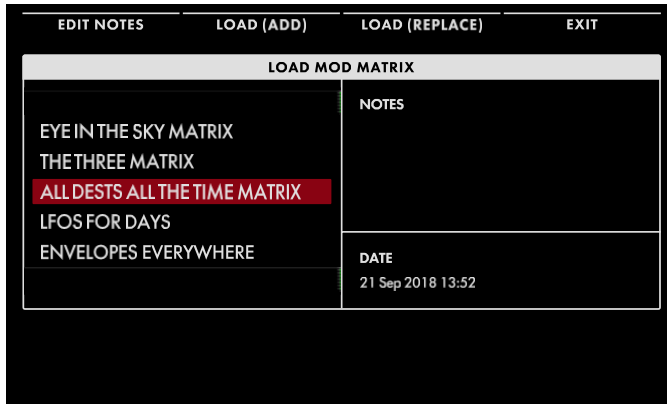 EDIT NOTES LOAD (ADD) LOAD (REPLACE) EXIT
LOAD MOD MATRIX
EYE IN THE SKY MATRIX
THE THREE MATRIX
ALL DESTS ALL THE TIME MATRIX
LFOS FOR DAYS
ENVELOPES EVERYWHERE
NOTES
DATE
21 Sep 2018 13:52